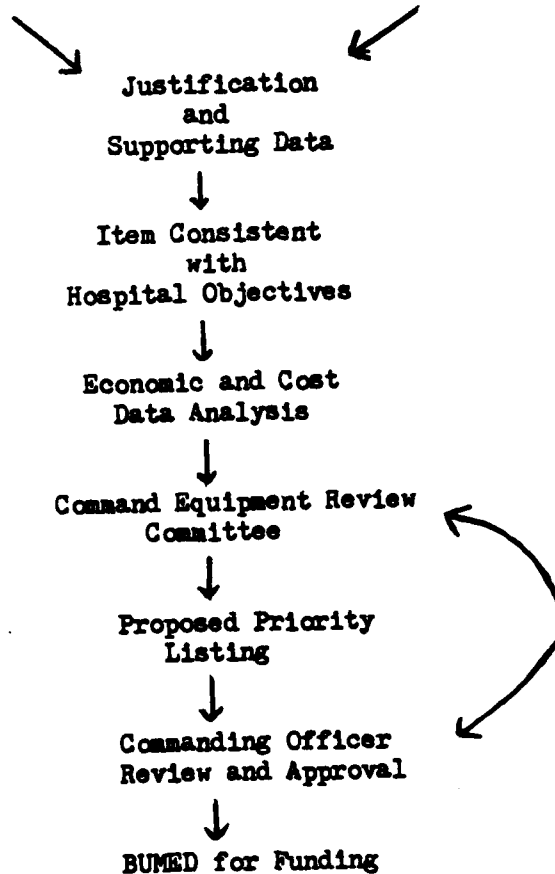 Justification
and
Supporting Data
Item Consistent
with
Hospital Objectives
Economic and Cost
Data Analysis
Command Equipment Review
Committee
Proposed Priority
Listing
Commanding Officer
Review and Approval
BUMED for Funding